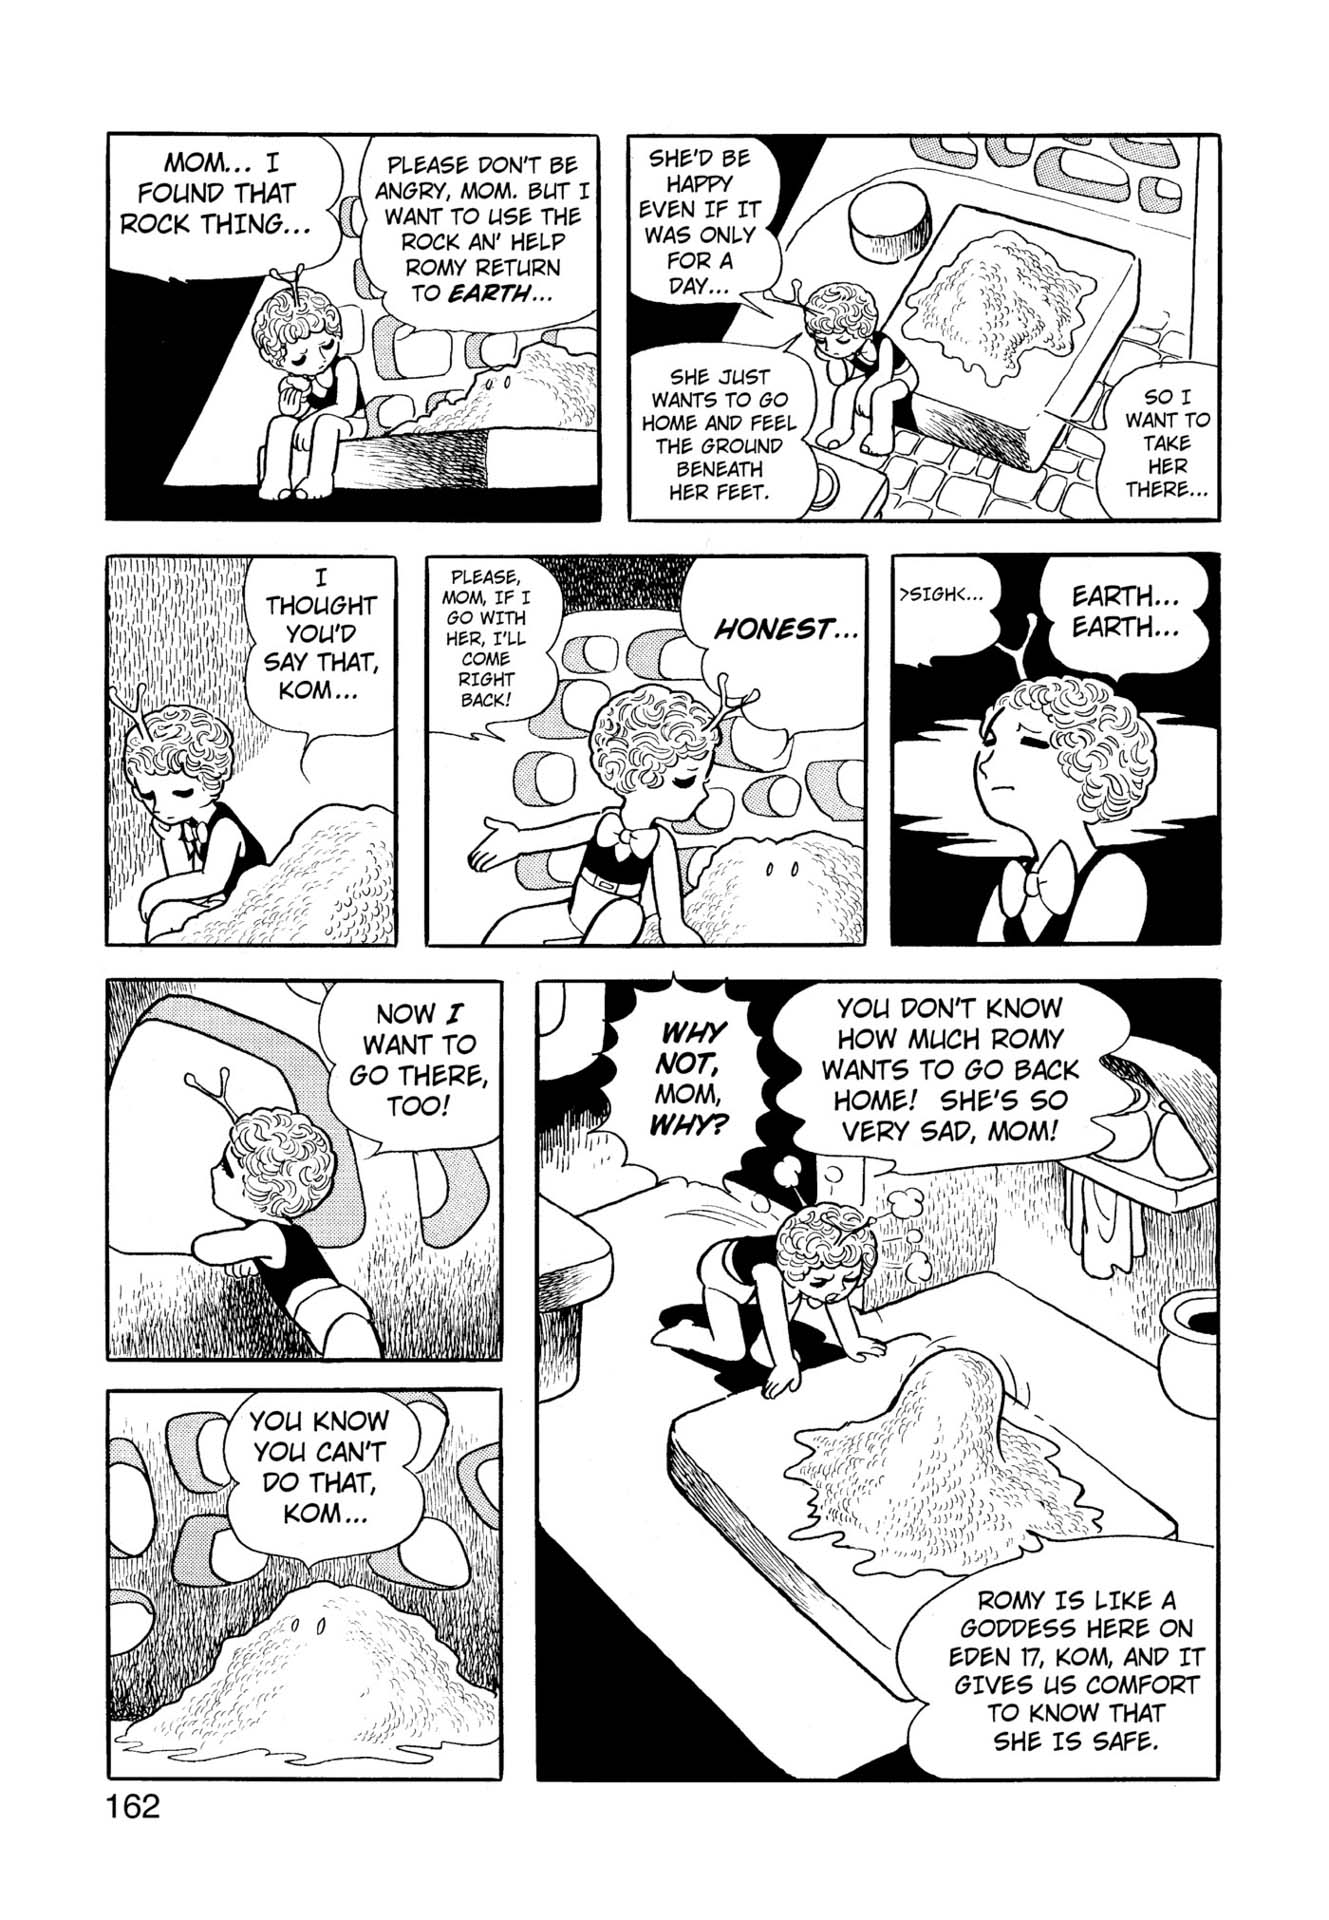 MOM... I
FOUND THAT
ROCK THING...
PLEASE DON'T BE
ANGRY, MOM. BUT I
WANT TO USE THE
ROCK AN' HELP
ROMY RETURN
TO EARTH...
SHE'D BE
HAPPY
EVEN IF IT
WAS ONLY
FOR A
DAY...
SHE JUST
WANTS TO GO
HOME AND FEEL
THE GROUND
BENEATH
HER FEET.
SO I
WANT TO
TAKE
HER
THERE...
I
THOUGHT
YOU'D
SAY THAT,
KOM...
PLEASE,
MOM, IF I
GO WITH
HER, I'LL
COME
RIGHT
BACK!
HONEST...
>SIGH<...
EARTH...
EARTH...
NOW I
WANT TO
GO THERE,
TOO!
YOU KNOW
YOU CAN'T
DO THAT,
KOM...
WHY
NOT,
MOM,
WHY?
YOU DON'T KNOW
HOW MUCH ROMY
WANTS TO GO BACK
HOME! SHE'S SO
VERY SAD, MOM!
ROMY IS LIKE A
GODDESS HERE ON
EDEN 17, KOM, AND IT
GIVES US COMFORT
TO KNOW THAT
SHE IS SAFE.
162